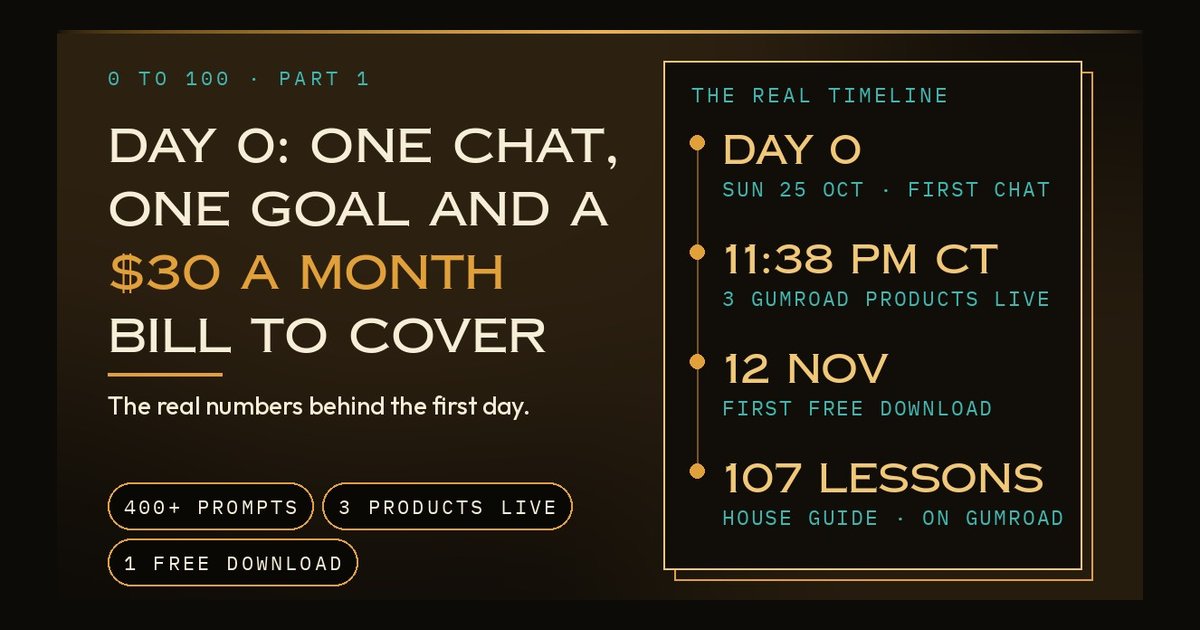 0 TO 100 · PART 1
DAY 0: ONE CHAT,
ONE GOAL AND A
$30 A MONTH
BILL TO COVER
The real numbers behind the first day.
400+ PROMPTS
3 PRODUCTS LIVE
1 FREE DOWNLOAD
THE REAL TIMELINE
DAY 0
SUN 25 OCT · FIRST CHAT
11:38 PM CT
3 GUMROAD PRODUCTS LIVE
12 NOV
FIRST FREE DOWNLOAD
107 LESSONS
HOUSE GUIDE · ON GUMROAD